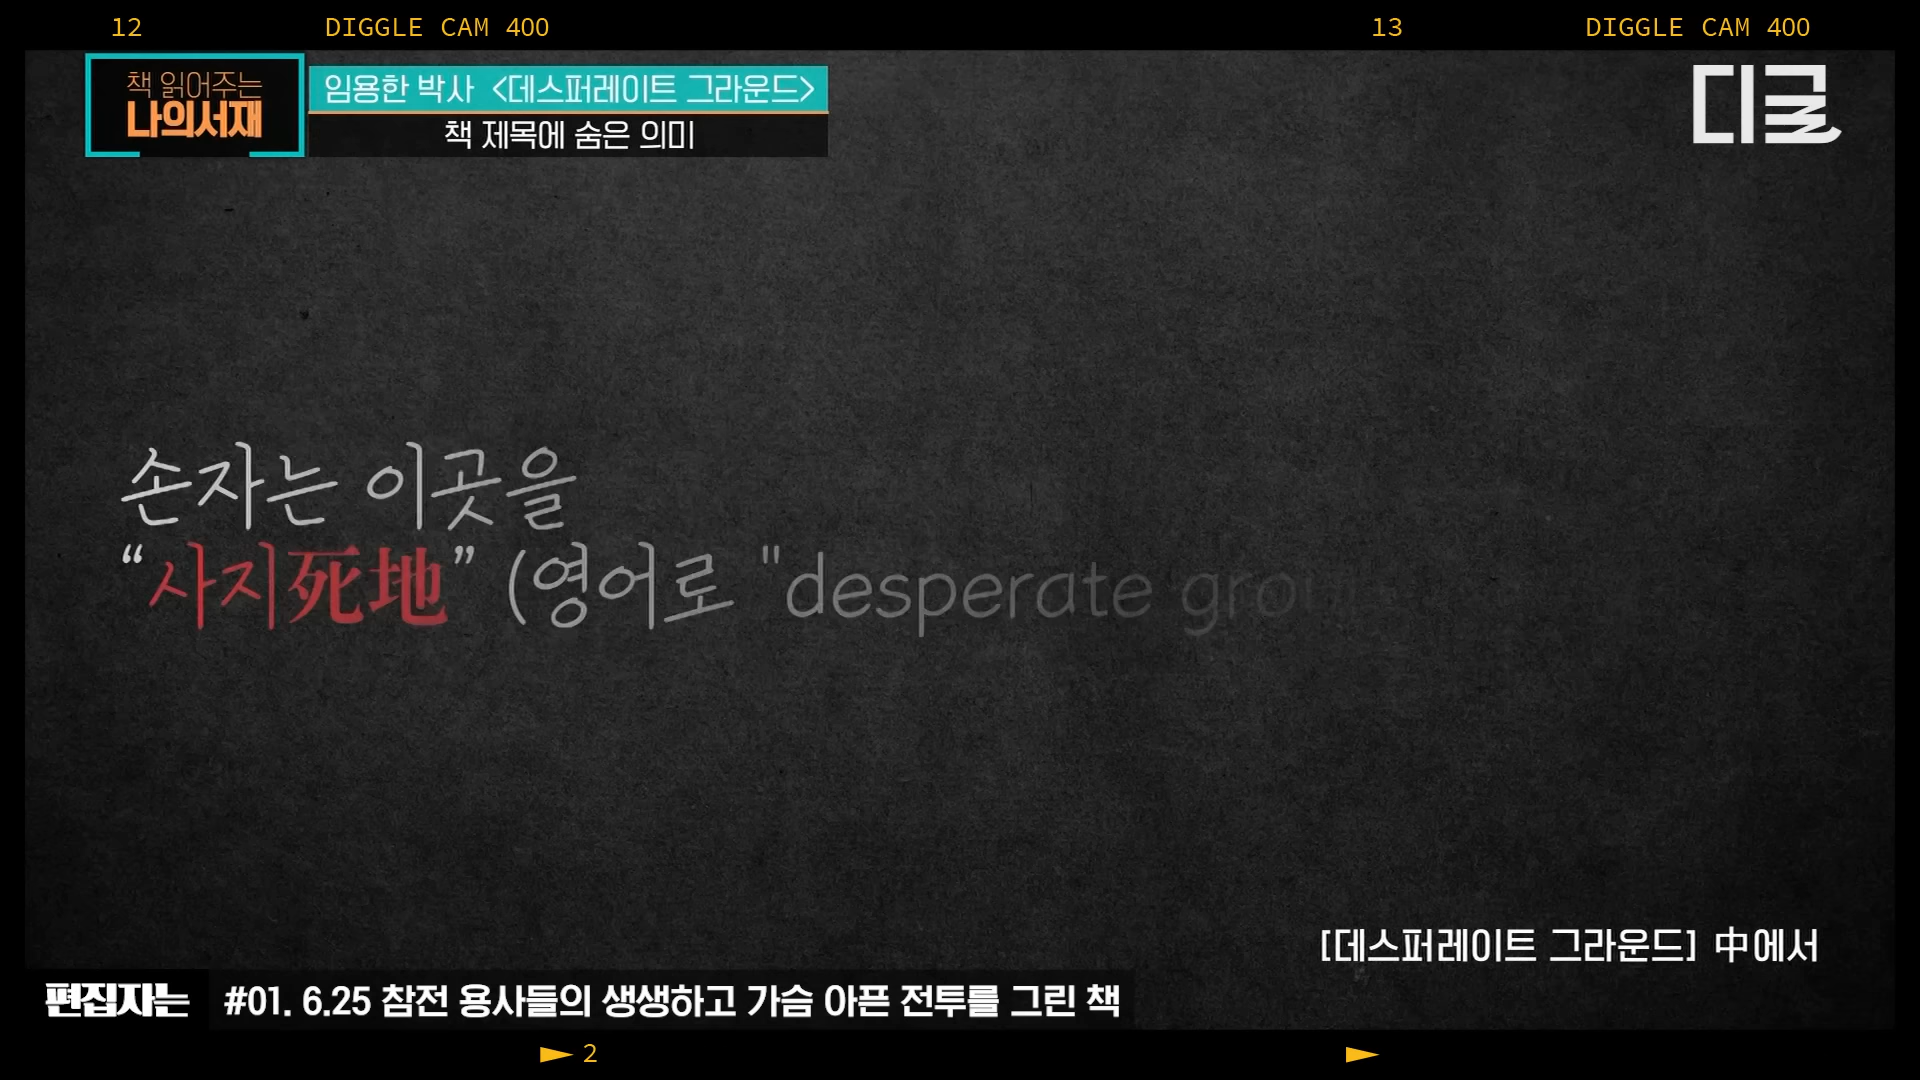 12 DIGGLE CAM 400 13 DIGGLE CAM 400
책 읽어주는
나의서재
임용한 박사 <데스퍼레이트 그라운드>
책 제목에 숨은 의미
디글
손자는 이곳을
“사지死地” (영어로 "desperate
[데스퍼레이트 그라운드] 中에서
편집자는 #01. 6.25 참전 용사들의 생생하고 가슴 아픈 전투를 그린 책
2